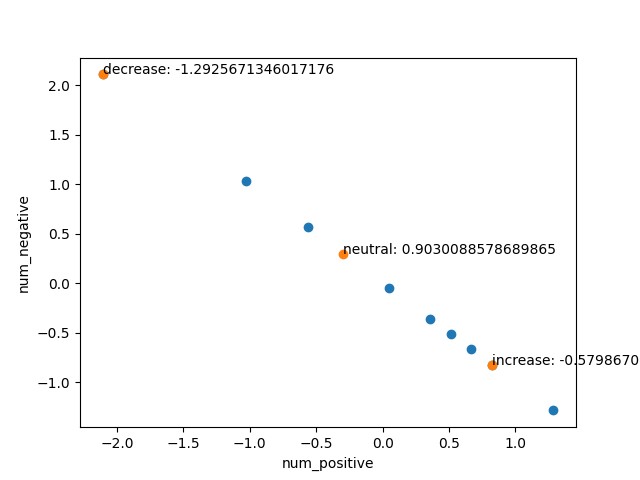 decrease: -1.2925671346017176
neutral: 0.9030088578689865
increase: -0.5798670
num_negative
2.0
1.5
1.0
0.5
0.0
−0.5
−1.0
−2.0 −1.5 −1.0 −0.5 0.0 0.5 1.0
num_positive